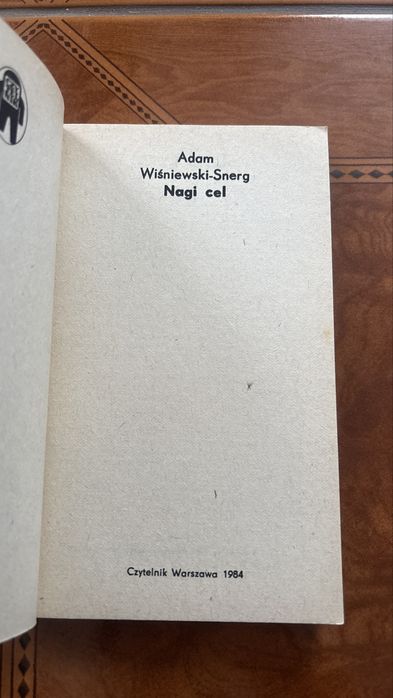 Adam
Wiśniewski-Snerg
Nagi cel
Czytelnik Warszawa 1984